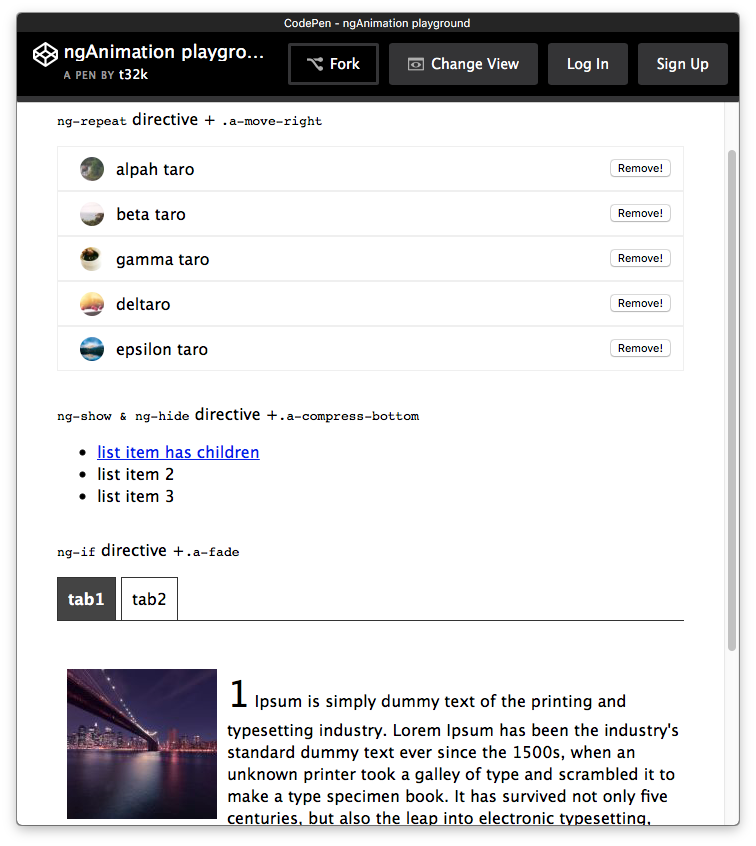 CodePen - ngAnimation playground
ngAnimation playgro...
A PEN BY t32k
Fork
Change View
Log In
Sign Up
ng-repeat directive + .a-move-right
alpah taro Remove!
beta taro Remove!
gamma taro Remove!
deltaro Remove!
epsilon taro Remove!
ng-show & ng-hide directive +.a-compress-bottom
list item has children
list item 2
list item 3
ng-if directive +.a-fade
tab1 tab2
1 Ipsum is simply dummy text of the printing and
typesetting industry. Lorem Ipsum has been the industry's
standard dummy text ever since the 1500s, when an
unknown printer took a galley of type and scrambled it to
make a type specimen book. It has survived not only five
centuries, but also the leap into electronic typesetting,